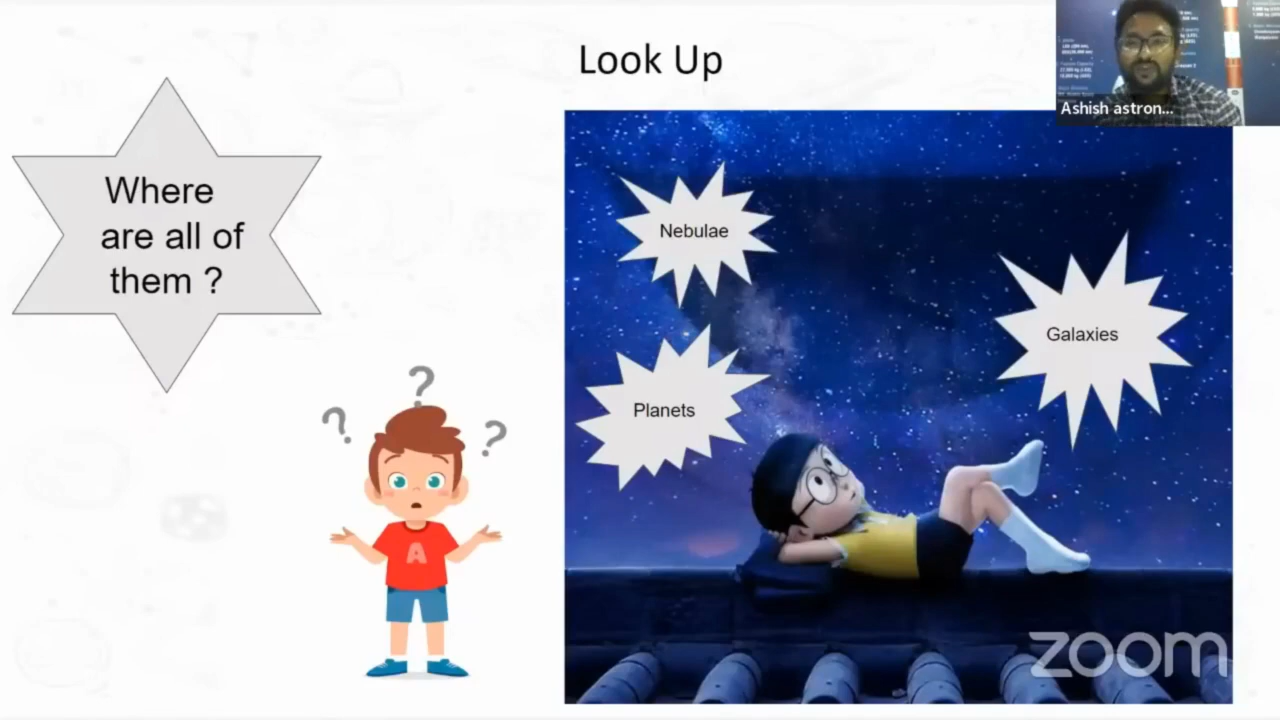 Look Up
Where
are all of
them ?
Nebulae
Galaxies
Planets
A
Ashish astron...
zoom